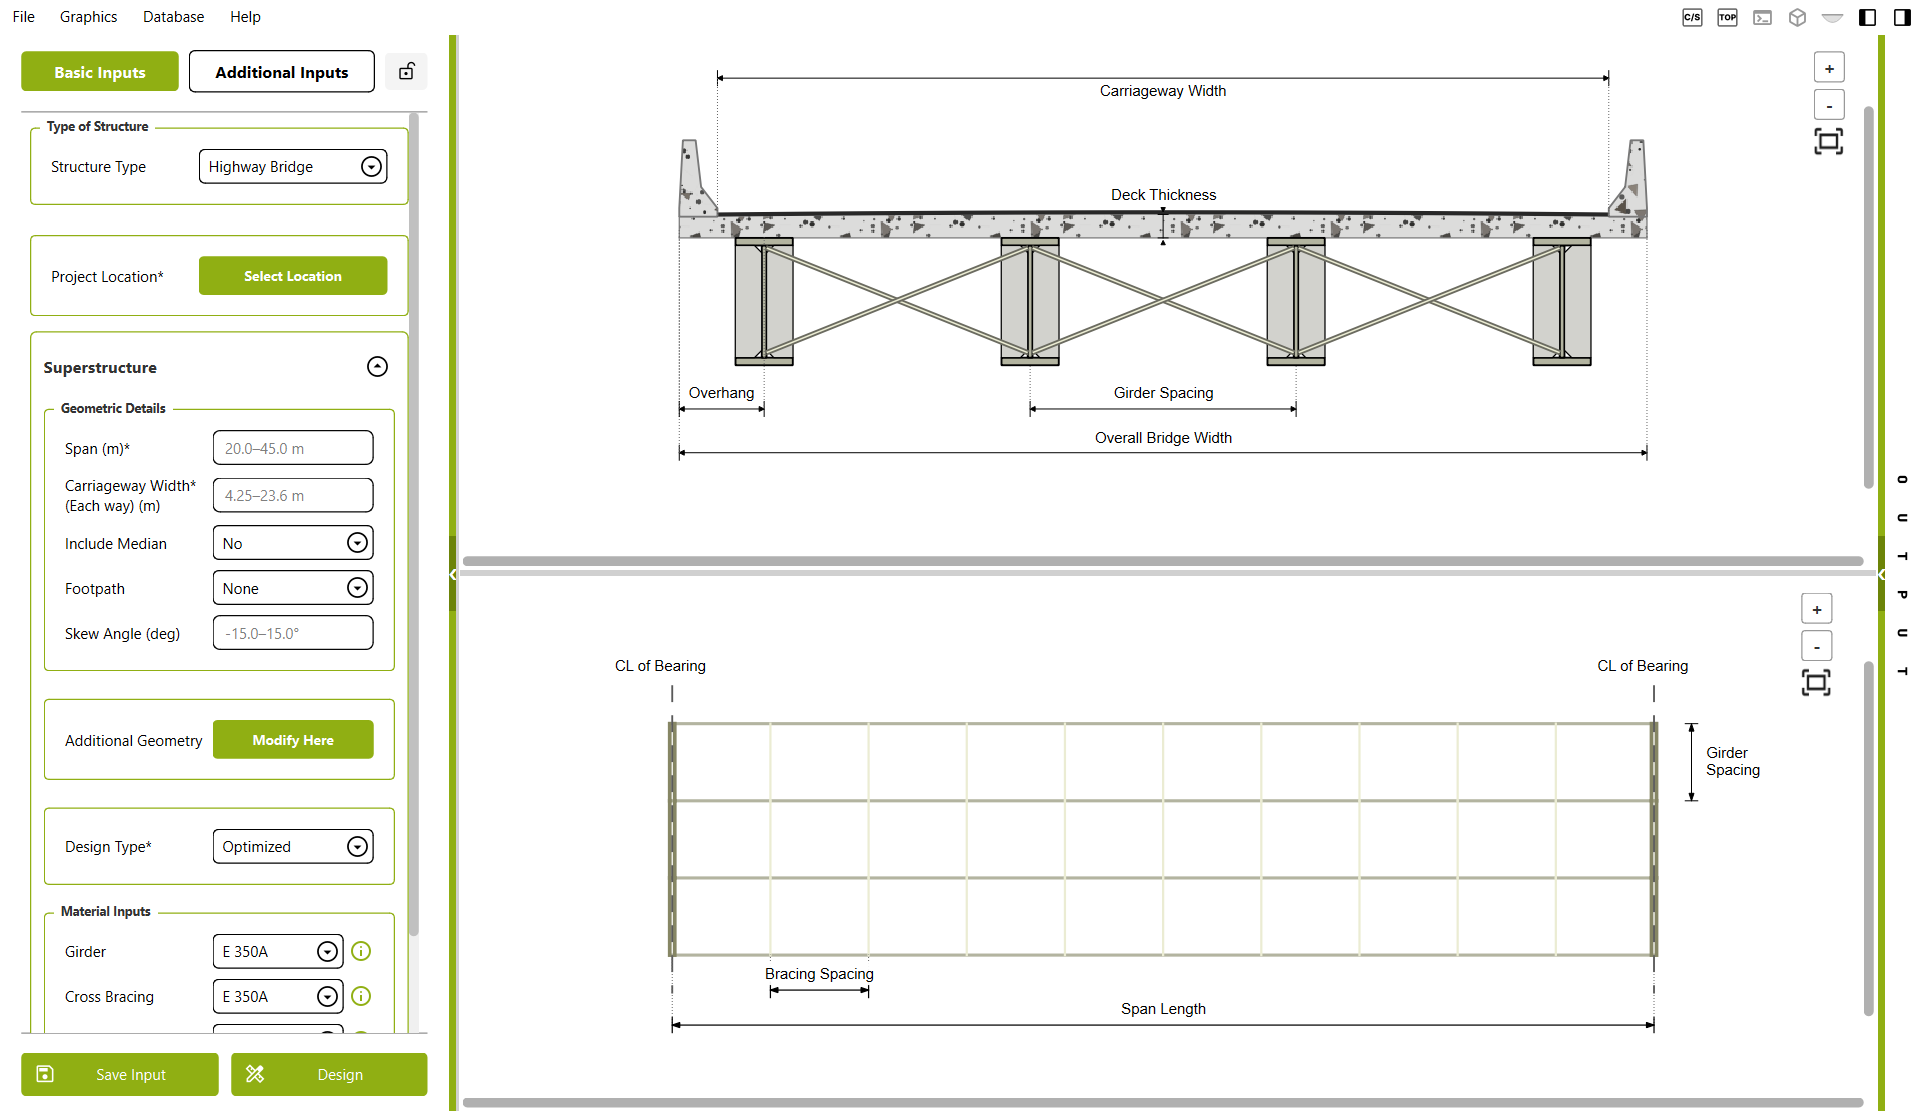 File Graphics Database Help
C/S TOP
Basic Inputs Additional Inputs
Type of Structure
Structure Type Highway Bridge
Project Location* Select Location
Superstructure
Geometric Details
Span (m)* 20.0–45.0 m
Carriageway Width*
(Each way) (m) 4.25–23.6 m
Include Median No
Footpath None
Skew Angle (deg) -15.0–15.0°
Additional Geometry Modify Here
Design Type* Optimized
Material Inputs
Girder E 350A
Cross Bracing E 350A
Save Input Design
Carriageway Width
Deck Thickness
Overhang
Girder Spacing
Overall Bridge Width
+
-
CL of Bearing CL of Bearing
Girder
Spacing
Bracing Spacing
Span Length
+
-
OUTPUT